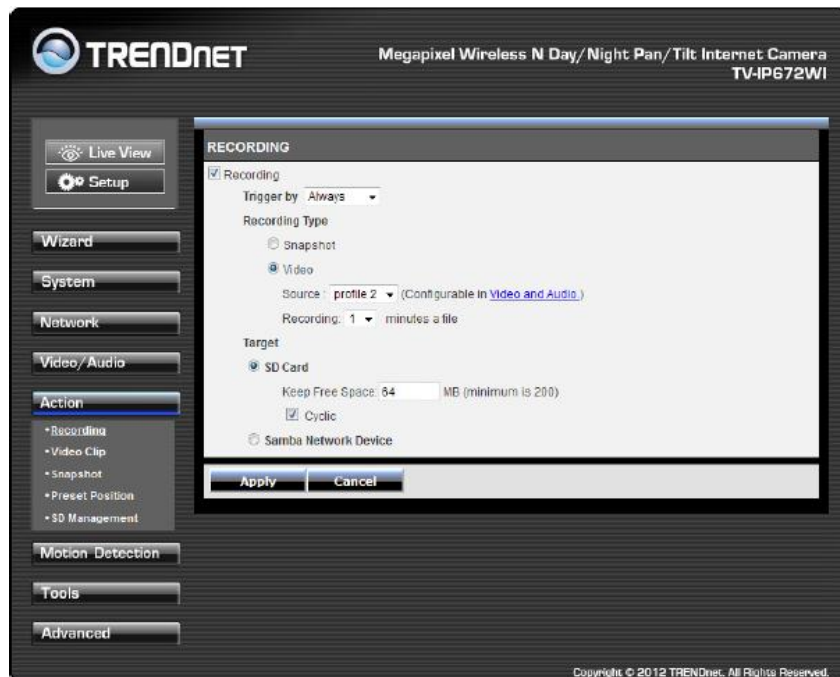 TRENDnet
Megapixel Wireless N Day/Night Pan/Tilt Internet Camera
TV-IP672WI
Live View
Setup
Wizard
System
Network
Video/Audio
Action
•Recording
•Video Clip
•Snapshot
•Preset Position
•SD Management
Motion Detection
Tools
Advanced
RECORDING
Recording
Trigger by Always
Recording Type
Snapshot
Video
Source : profile 2 (Configurable in Video and Audio.)
Recording: 1 minutes a file
Target
SD Card
Keep Free Space: 64 MB (minimum is 200)
Cyclic
Samba Network Device
Apply Cancel
Copyright © 2012 TRENDnet. All Rights Reserved.